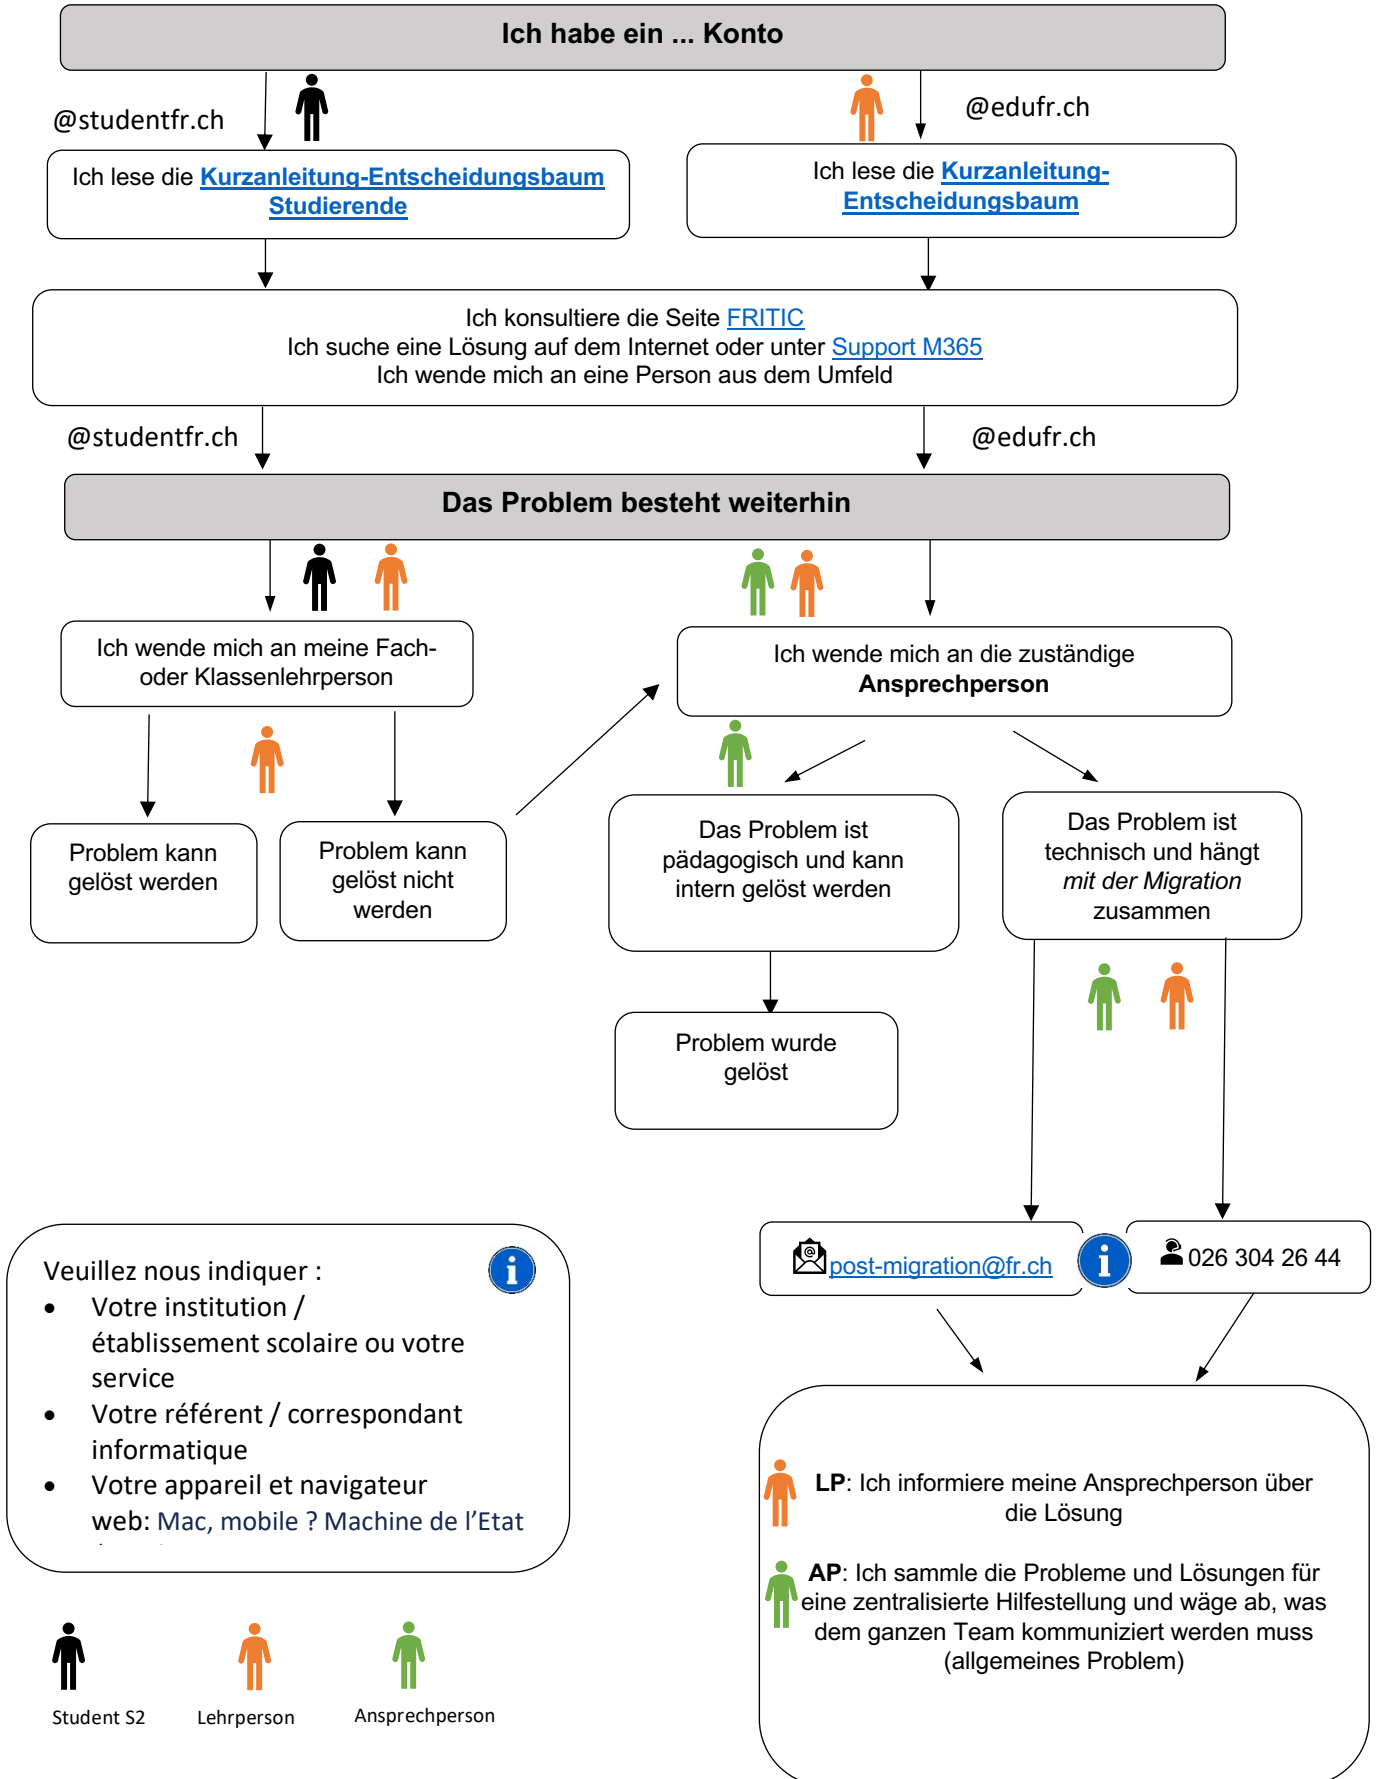 Ich habe ein ... Konto
@studentfr.ch
@edufr.ch
Ich lese die Kurzanleitung-Entscheidungsbaum
Studierende
Ich lese die Kurzanleitung-
Entscheidungsbaum
Ich konsultiere die Seite FRITIC
Ich suche eine Lösung auf dem Internet oder unter Support M365
Ich wende mich an eine Person aus dem Umfeld
@studentfr.ch
@edufr.ch
Das Problem besteht weiterhin
Ich wende mich an meine Fach-
oder Klassenlehrperson
Ich wende mich an die zuständige
Ansprechperson
Problem kann
gelöst werden
Problem kann
gelöst nicht
werden
Das Problem ist
pädagogisch und kann
intern gelöst werden
Das Problem ist
technisch und hängt
mit der Migration
zusammen
Problem wurde
gelöst
post-migration@fr.ch
026 304 26 44
Veuillez nous indiquer :
• Votre institution /
établissement scolaire ou votre
service
• Votre référent / correspondant
informatique
• Votre appareil et navigateur
web: Mac, mobile ? Machine de l'Etat
LP: Ich informiere meine Ansprechperson über
die Lösung
AP: Ich sammle die Probleme und Lösungen für
eine zentralisierte Hilfestellung und wäge ab, was
dem ganzen Team kommuniziert werden muss
(allgemeines Problem)
Student S2
Lehrperson
Ansprechperson